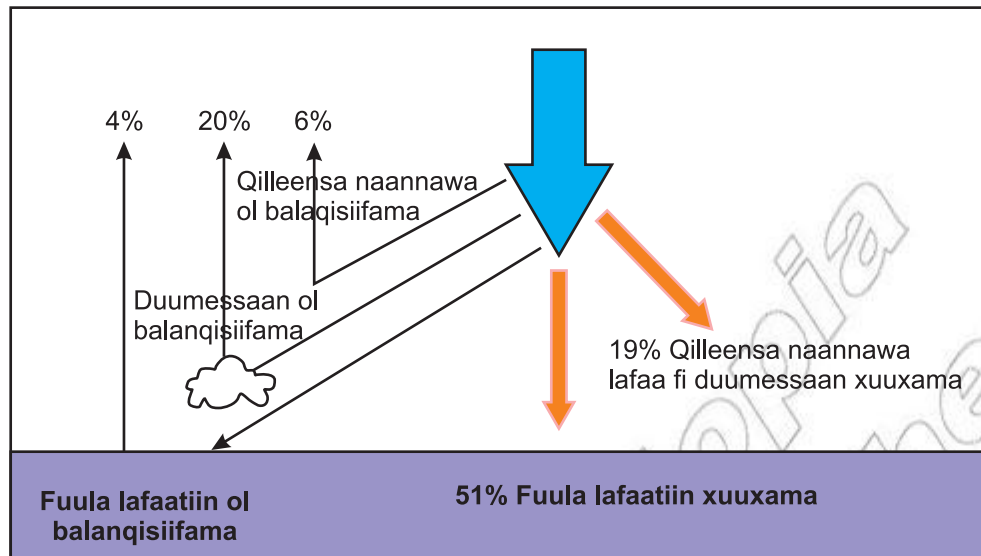 4% 20% 6%
Qilleensa naannawa
ol balaqisiifama
Duumessaan ol
balanqisiifama
19% Qilleensa naannawa
lafaa fi duumessaan xuuxama
Fuula lafaatiin ol
balanqisiifama
51% Fuula lafaatiin xuuxama